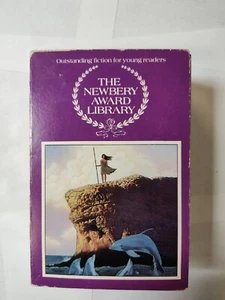 Outstanding fiction for young readers
THE
NEWBERY
AWARD
LIBRARY